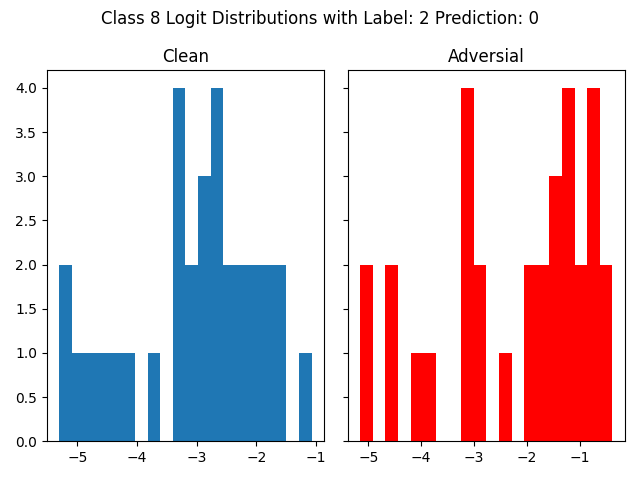 Class 8 Logit Distributions with Label: 2 Prediction: 0
Clean
Adversial
4.0
3.5
3.0
2.5
2.0
1.5
1.0
0.5
0.0
−5 −4 −3 −2 −1
−5 −4 −3 −2 −1